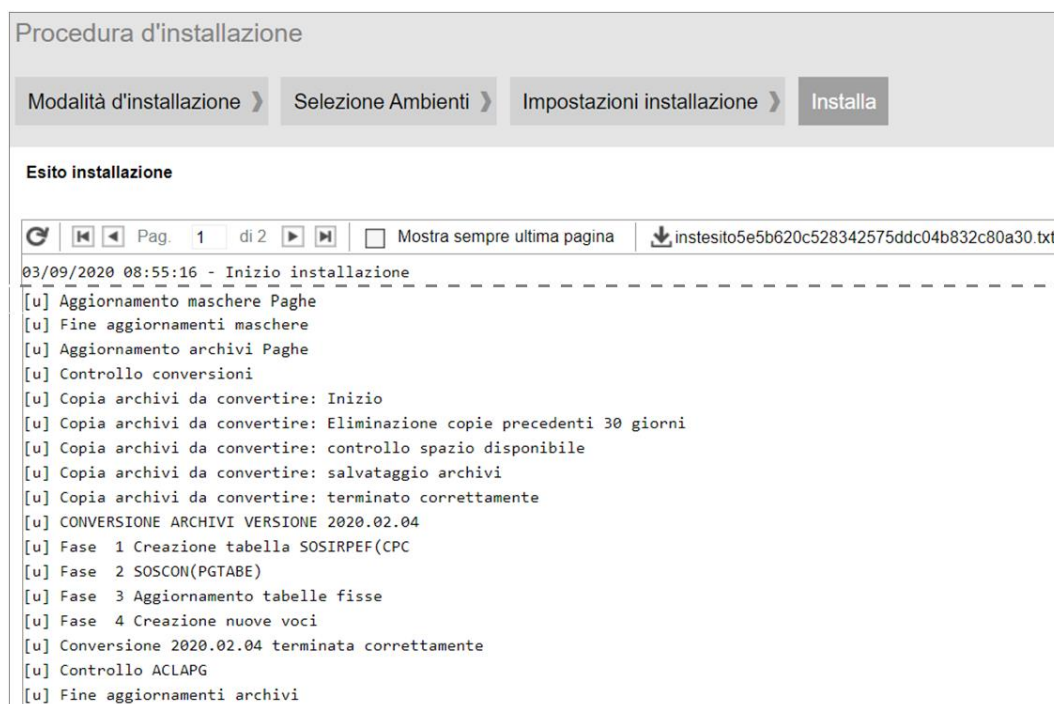 Procedura d'installazione
Modalità d'installazione ❯ Selezione Ambienti ❯ Impostazioni installazione ❯ Installa
Esito installazione
Pag. 1 di 2 Mostra sempre ultima pagina instesito5e5b620c528342575ddc04b832c80a30.txt
03/09/2020 08:55:16 - Inizio installazione
[u] Aggiornamento maschere Paghe
[u] Fine aggiornamenti maschere
[u] Aggiornamento archivi Paghe
[u] Controllo conversioni
[u] Copia archivi da convertire: Inizio
[u] Copia archivi da convertire: Eliminazione copie precedenti 30 giorni
[u] Copia archivi da convertire: controllo spazio disponibile
[u] Copia archivi da convertire: salvataggio archivi
[u] Copia archivi da convertire: terminato correttamente
[u] CONVERSIONE ARCHIVI VERSIONE 2020.02.04
[u] Fase  1 Creazione tabella SOSIRPEF(CPC
[u] Fase  2 SOSCON(PGTABE)
[u] Fase  3 Aggiornamento tabelle fisse
[u] Fase  4 Creazione nuove voci
[u] Conversione 2020.02.04 terminata correttamente
[u] Controllo ACLAPG
[u] Fine aggiornamenti archivi